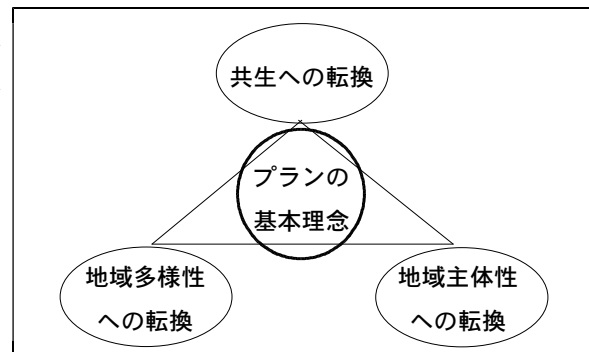 共生への転換
プランの
基本理念
地域多様性
への転換
地域主体性
への転換